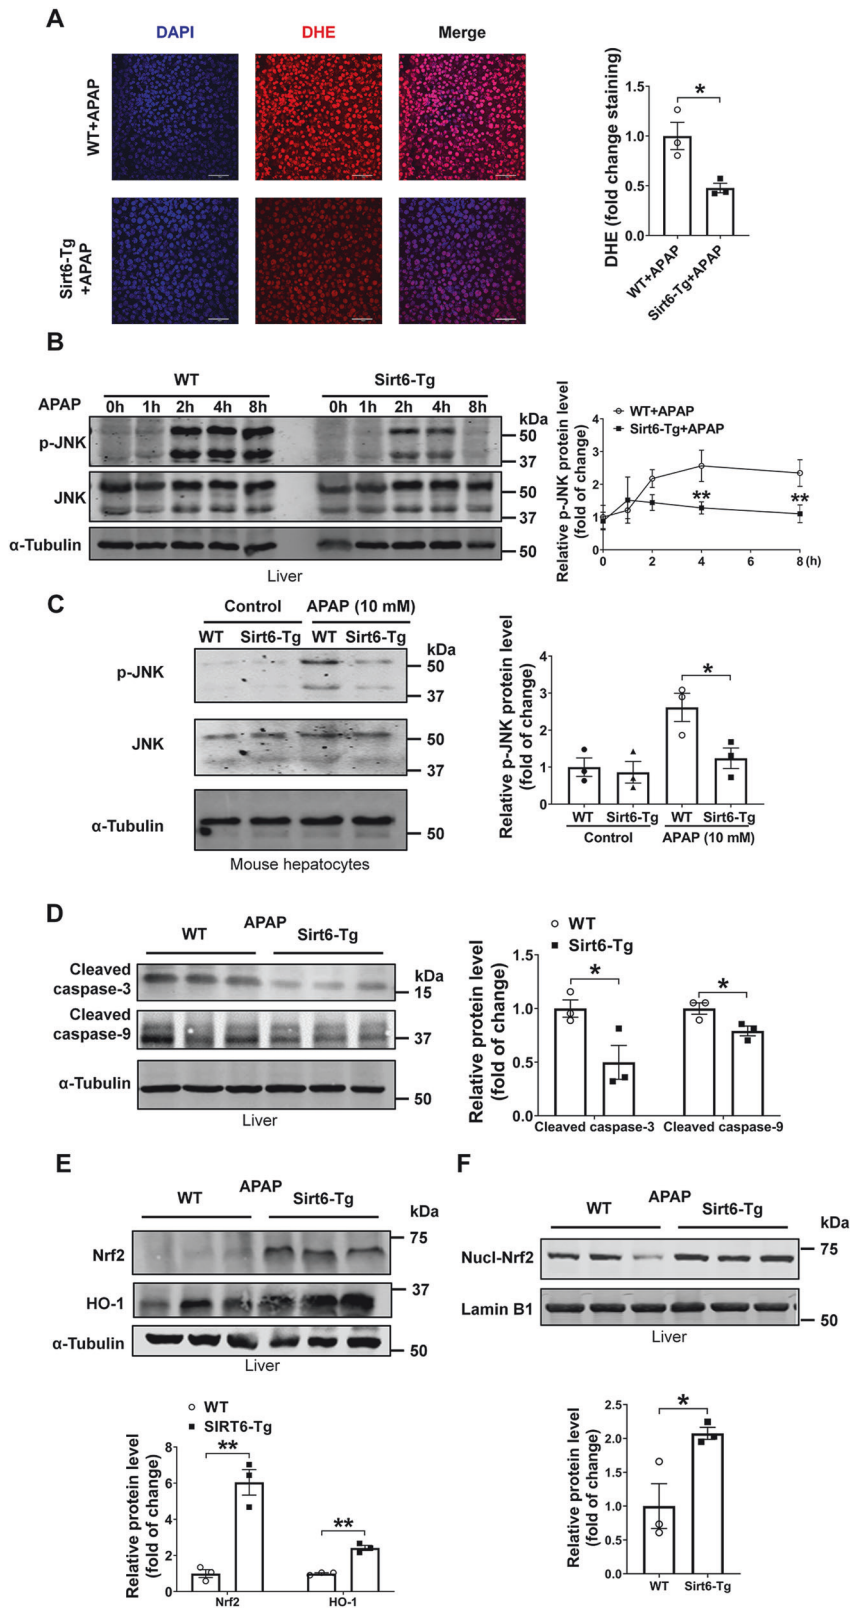 A
DAPI
DHE
Merge
WT+APAP
Sirt6-Tg
+APAP
DHE (fold change staining)
1.5
1.0
0.5
0.0
*
WT+APAP
Sirt6-Tg+APAP
B
WT
Sirt6-Tg
APAP
0h 1h 2h 4h 8h
0h 1h 2h 4h 8h
kDa
p-JNK
50
37
JNK
50
37
α-Tubulin
50
Liver
Relative p-JNK protein level
(fold of change)
WT+APAP
Sirt6-Tg+APAP
4
3
2
1
0
**
**
0 2 4 6 8 (h)
C
Control
APAP (10 mM)
WT Sirt6-Tg WT Sirt6-Tg
kDa
p-JNK
50
37
JNK
50
37
α-Tubulin
50
Mouse hepatocytes
Relative p-JNK protein level
(fold of change)
4
3
2
1
0
*
WT Sirt6-Tg WT Sirt6-Tg
Control
APAP (10 mM)
D
APAP
WT
Sirt6-Tg
kDa
Cleaved
caspase-3
15
Cleaved
caspase-9
37
α-Tubulin
50
Liver
WT
Sirt6-Tg
Relative protein level
(fold of change)
1.5
1.0
0.5
0.0
*
*
Cleaved caspase-3 Cleaved caspase-9
E
APAP
WT
Sirt6-Tg
kDa
75
Nrf2
37
HO-1
α-Tubulin
50
Liver
WT
SIRT6-Tg
Relative protein level
(fold of change)
8
6
4
2
0
**
**
Nrf2 HO-1
F
APAP
WT
Sirt6-Tg
kDa
Nucl-Nrf2
75
Lamin B1
50
Liver
Relative protein level
(fold of change)
2.5
2.0
1.5
1.0
0.5
0.0
*
WT Sirt6-Tg